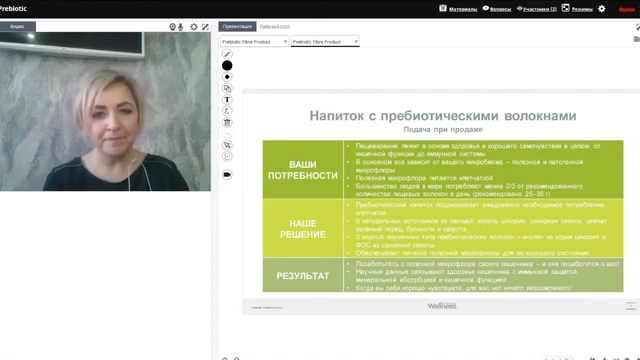 Prebiotic
Материалы
Вопросы
Участники (2)
Режимы
Видео
Презентация
Рабочий стол
Prebiotic Fibre Product
Prebiotic Fibre Product
Напиток с пребиотическими волокнами
Подача при продаже
ВАШИ ПОТРЕБНОСТИ
Пищеварения лежит в основе здоровья и хорошего самочувствия в целом от
кишечной функции до иммунной системы
В основном все зависит от вашего микробиома – полезной и патогенной
микрофлоры
Полезная микрофлора питается клетчаткой
Большинство людей в мире потребляют менее 2/3 от рекомендованного
количества пищевых волокон в день (рекомендовано 25–35 г)
НАШЕ РЕШЕНИЕ
Пребиотический напиток поддерживает ежедневное необходимое потребление
клетчатки
6 натуральных источников из овощей: корень цикория, сахарная свекла, шпинат,
зеленый перец, брокколи и капуста
2 хорошо изученных типа пребиотических волокон – инулин из корня цикория и
ФОС из сахарной свеклы
Обеспечивает питание полезной микрофлоры для ее хорошего состояния
РЕЗУЛЬТАТ
Позаботьтесь о полезной микрофлоре своего кишечника – и она позаботится о вас!
Научные данные связывают здоровье кишечника с иммунной защитой,
минеральной абсорбцией и кишечной функцией
Когда вы себя хорошо чувствуете, для вас нет ничего невозможного!
Wellness